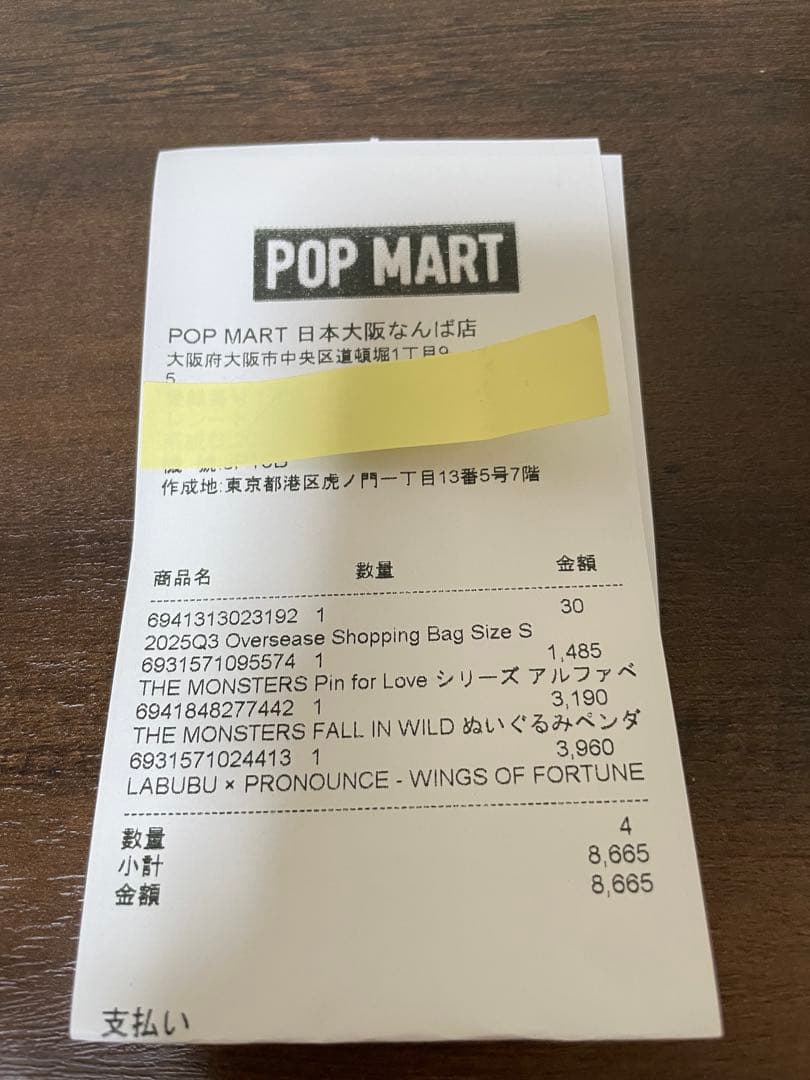 POP MART
POP MART 日本大阪なんば店
大阪府大阪市中央区道頓堀1丁目9
5
作成地:東京都港区虎ノ門一丁目13番5号7階
商品名 数量 金額
6941313023192 1 30
2025Q3 Oversease Shopping Bag Size S
6931571095574 1 1,485
THE MONSTERS Pin for Love シリーズ アルファベ
6941848277442 1 3,190
THE MONSTERS FALL IN WILD ぬいぐるみペンダ
6931571024413 1 3,960
LABUBU × PRONOUNCE - WINGS OF FORTUNE
数量 4
小計 8,665
金額 8,665
支払い